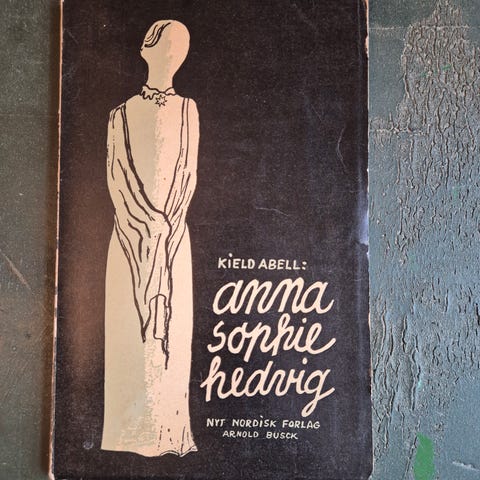 KIELD ABELL:
anna
sophie
hedvig
NYT NORDISK FORLAG
ARNOLD BUSCK